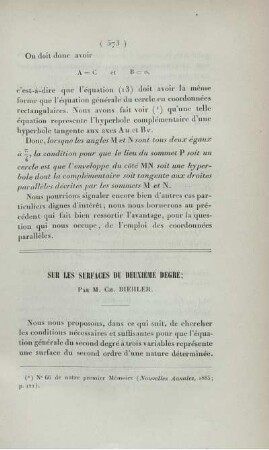 ( 573 )
On doit donc avoir
A = C et B = 0,
c'est-à-dire que l'équation (13) doit avoir la même
forme que l'équation générale du cercle en coordonnées
rectangulaires. Nous avons fait voir (¹) qu'une telle
équation représente l'hyperbole complémentaire d'une
hyperbole tangente aux axes Au et Bv.
Donc, lorsque les angles M et N sont tous deux égaux
à π/2, la condition pour que le lieu du sommet P soit un
cercle est que l'enveloppe du côté MN soit une hyper-
bole dont la complémentaire soit tangente aux droites
parallèles décrites par les sommets M et N.
Nous pourrions signaler encore bien d'autres cas par-
ticuliers dignes d'intérêt; nous nous bornerons au pré-
cédent qui fait bien ressortir l'avantage, pour la question
qui nous occupe, de l'emploi des coordonnées
parallèles.
SUR LES SURFACES DU DEUXIÈME DEGRÉ;
PAR M. CH. BIEHLER.
Nous nous proposons, dans ce qui suit, de chercher
les conditions nécessaires et suffisantes pour que l'équa-
tion générale du second degré à trois variables représente
une surface du second ordre d'une nature déterminée.
(¹) N° 66 de notre premier Mémoire (Nouvelles Annales, 1885;